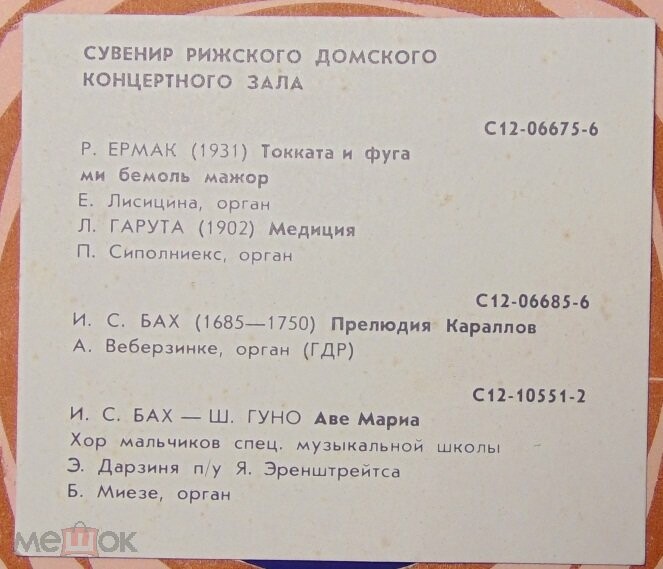 СУВЕНИР РИЖСКОГО ДОМСКОГО
КОНЦЕРТНОГО ЗАЛА
С12-06675-6
Р. ЕРМАК (1931) Токката и фуга
ми бемоль мажор
Е. Лисицина, орган
Л. ГАРУТА (1902) Медиция
П. Сиполниекс, орган
С12-06685-6
И. С. БАХ (1685—1750) Прелюдия Караллов
А. Веберзинке, орган (ГДР)
С12-10551-2
И. С. БАХ — Ш. ГУНО Аве Мариа
Хор мальчиков спец. музыкальной школы
Э. Дарзиня п/у Я. Эренштрейтса
Б. Миезе, орган
мешок